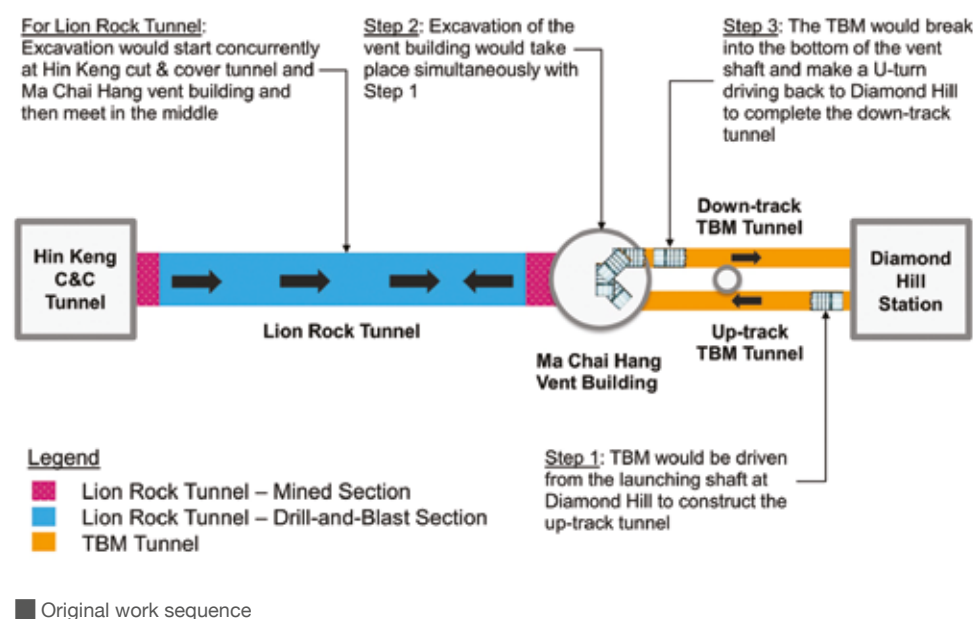 For Lion Rock Tunnel:
Excavation would start concurrently
at Hin Keng cut & cover tunnel and
Ma Chai Hang vent building and
then meet in the middle
Step 2: Excavation of the
vent building would take
place simultaneously with
Step 1
Step 3: The TBM would break
into the bottom of the vent
shaft and make a U-turn
driving back to Diamond Hill
to complete the down-track
tunnel
Hin Keng
C&C
Tunnel
Lion Rock Tunnel
Ma Chai Hang
Vent Building
Down-track
TBM Tunnel
Up-track
TBM Tunnel
Diamond
Hill
Station
Step 1: TBM would be driven
from the launching shaft at
Diamond Hill to construct the
up-track tunnel
Legend
Lion Rock Tunnel – Mined Section
Lion Rock Tunnel – Drill-and-Blast Section
TBM Tunnel
Original work sequence